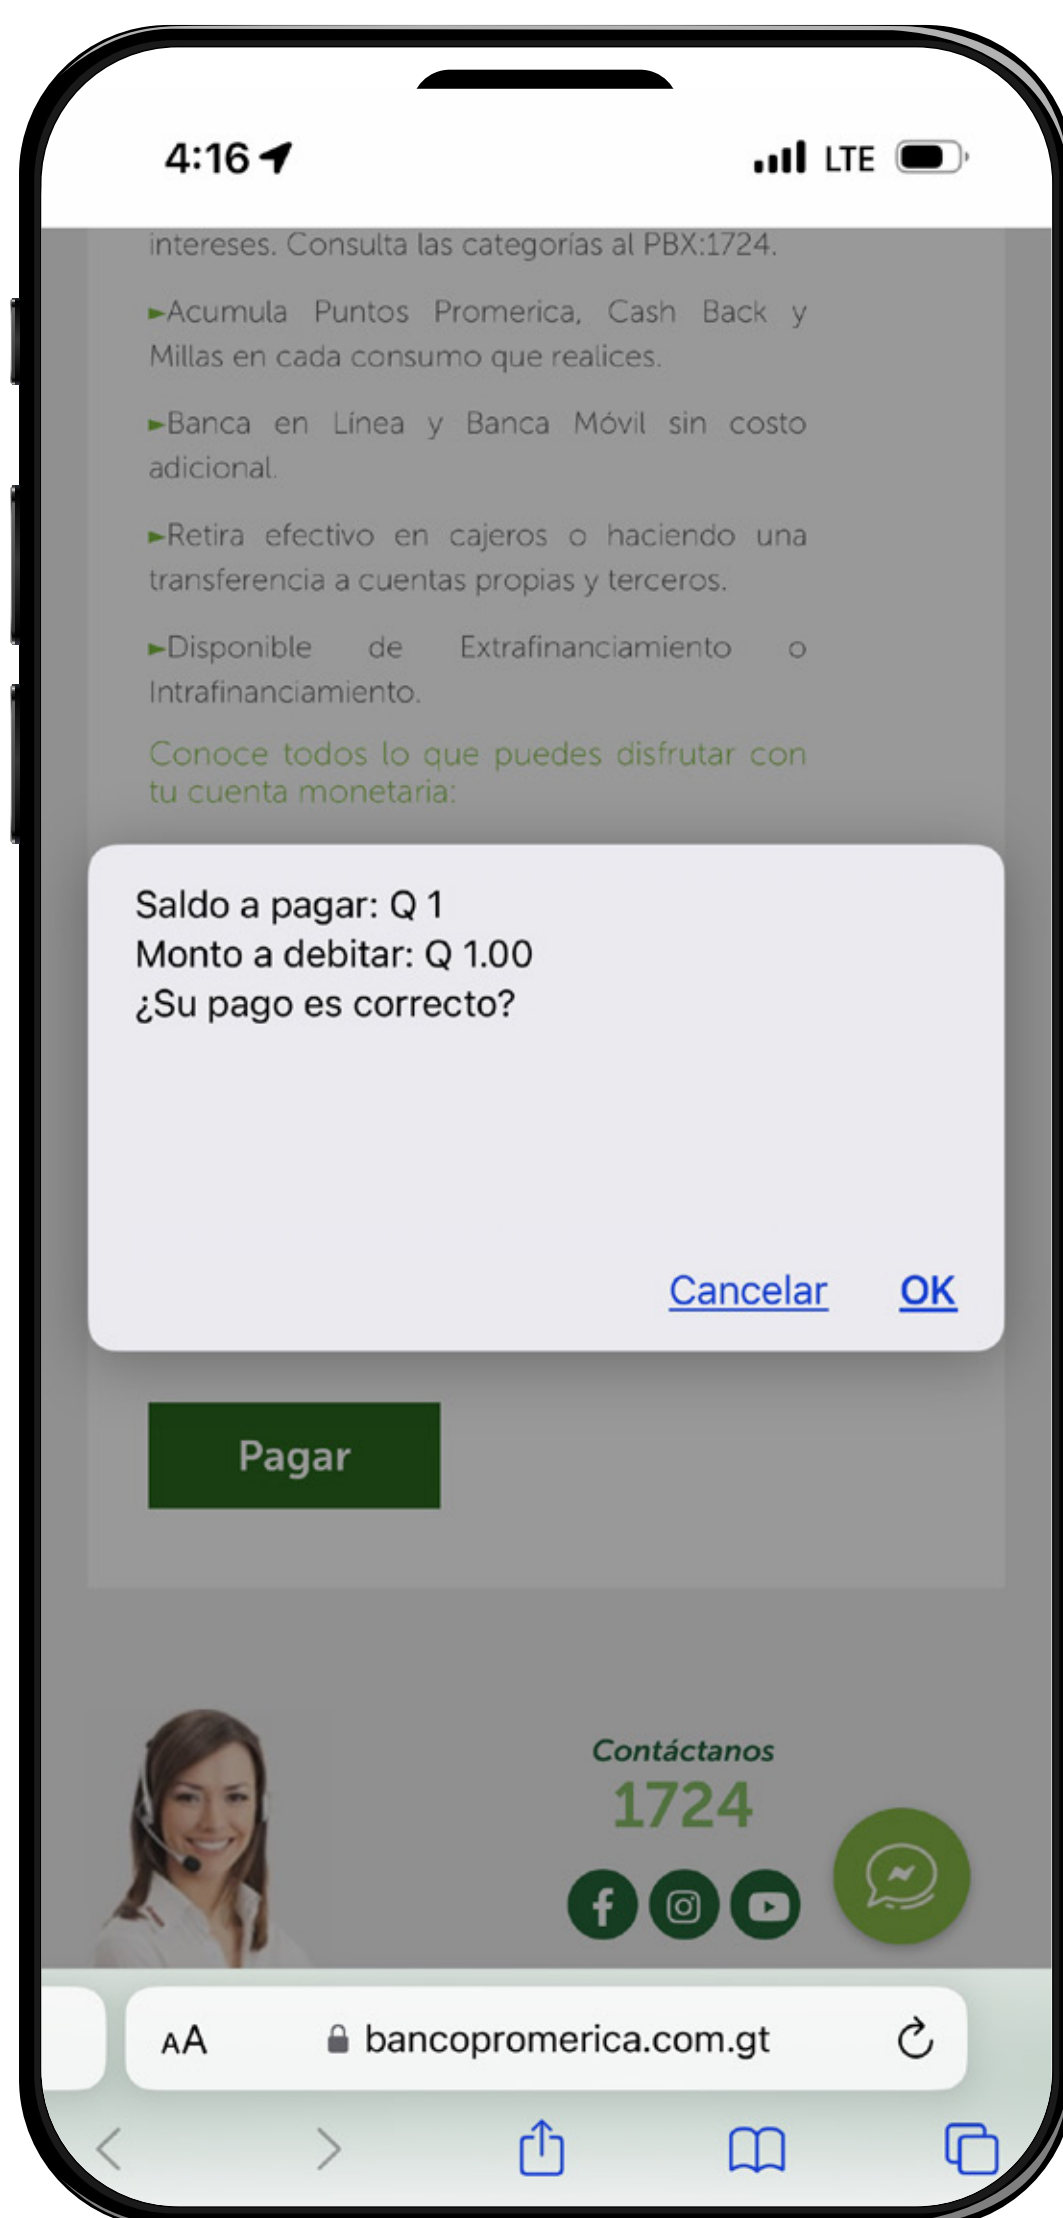 4:16
LTE
intereses. Consulta las categorías al PBX:1724.
►Acumula Puntos Promerica, Cash Back y
Millas en cada consumo que realices.
►Banca en Línea y Banca Móvil sin costo
adicional.
►Retira efectivo en cajeros o haciendo una
transferencia a cuentas propias y terceros.
►Disponible de Extrafinanciamiento o
Intrafinanciamiento.
Conoce todos lo que puedes disfrutar con
tu cuenta monetaria:
Saldo a pagar: Q 1
Monto a debitar: Q 1.00
¿Su pago es correcto?
Cancelar OK
Pagar
Contáctanos
1724
AA bancopromerica.com.gt